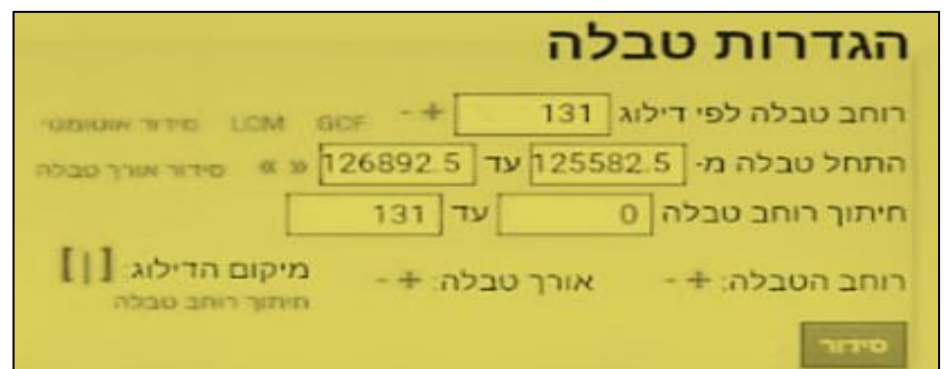 הגדרות טבלה
רוחב טבלה לפי דילוג 131 + - GCF LCM סידור אוטומטי
התחל טבלה מ- 125582.5 עד 126892.5 « » סידור אורך טבלה
חיתוך רוחב טבלה 0 עד 131
רוחב הטבלה: + - אורך טבלה: + - מיקום הדילוג: [|]
חיתוך רוחב טבלה
סידור